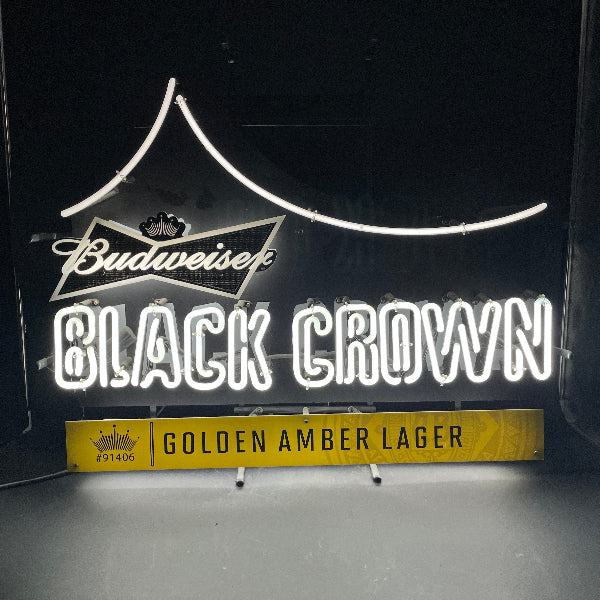 Budweiser
BLACK CROWN
#91406
GOLDEN AMBER LAGER